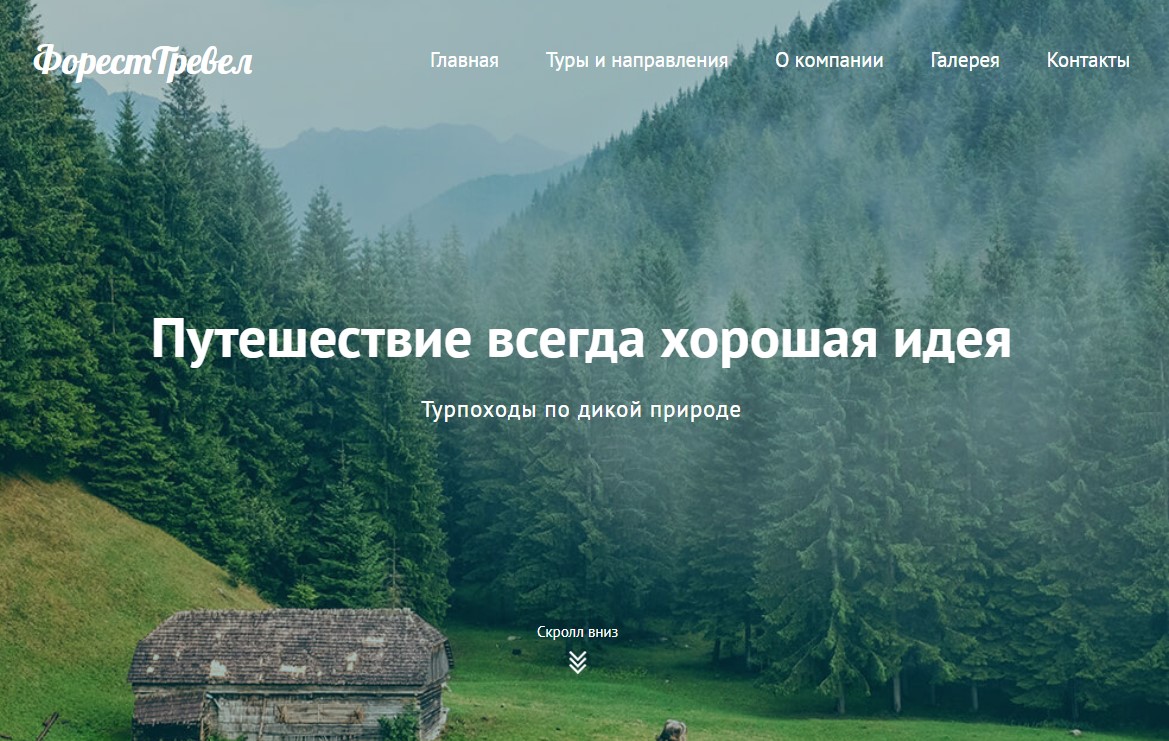 ФорестТревел
Главная Туры и направления О компании Галерея Контакты
Путешествие всегда хорошая идея
Турпоходы по дикой природе
Скролл вниз